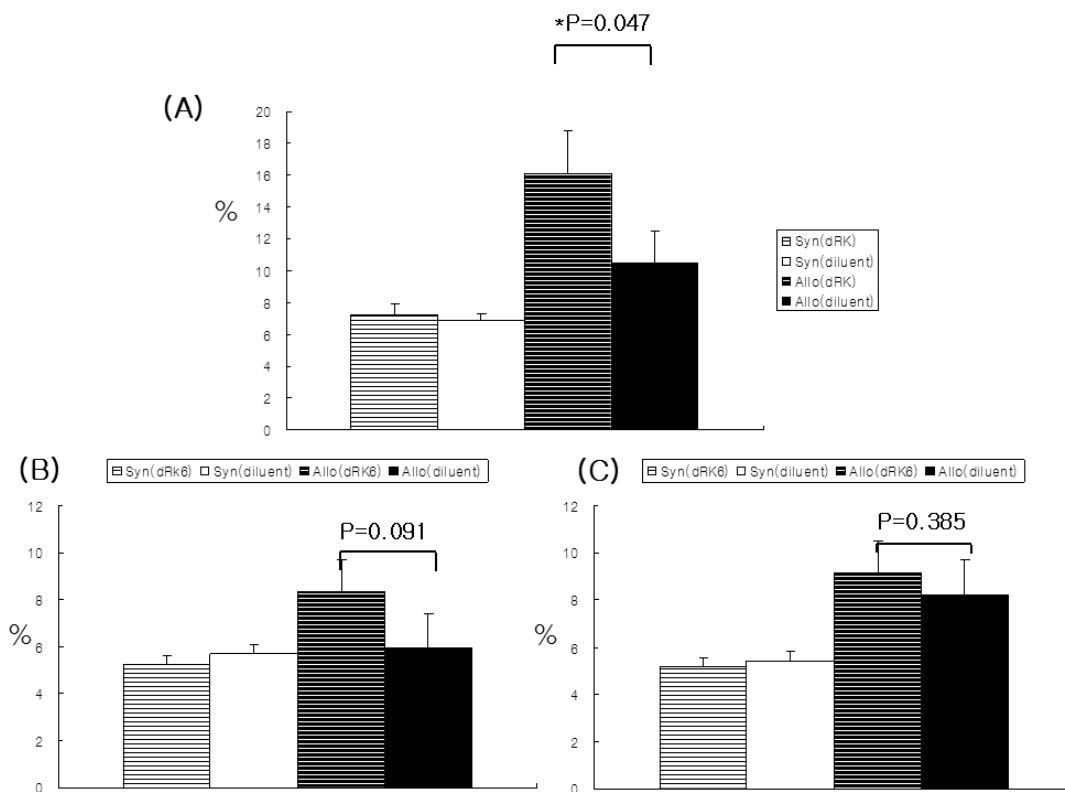 *P=0.047
(A)
20
18
16
14
12
10
8
6
4
2
0
%
Syn(dRK)
Syn(diluent)
Allo(dRK)
Allo(diluent)
(B)
Syn(dRk6) Syn(diluent) Allo(dRK6) Allo(diluent)
12
10
8
6
4
2
0
%
P=0.091
(C)
Syn(dRK6) Syn(diluent) Allo(dRK6) Allo(diluent)
12
10
8
6
4
2
0
%
P=0.385